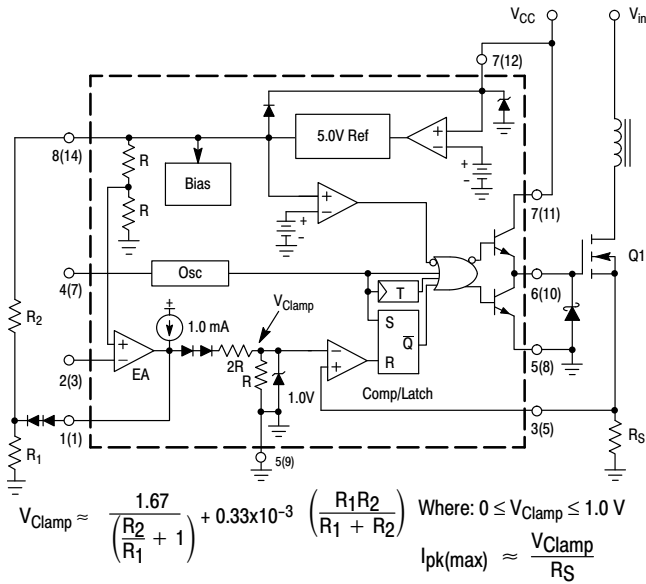 V_CC
V_in
7(12)
5.0V Ref
+
−
+
−
8(14)
R
Bias
R
+
−
+
−
7(11)
Q1
4(7)
Osc
T
6(10)
V_Clamp
+
1.0 mA
R_2
S
Q̅
R
+
−
EA
2R
R
1.0V
−
+
Comp/Latch
5(8)
2(3)
1(1)
3(5)
R_1
R_S
5(9)
V_Clamp ≈ 1.67 / (R_2/R_1 + 1) + 0.33x10⁻³ (R_1R_2 / R_1 + R_2) Where: 0 ≤ V_Clamp ≤ 1.0 V
I_pk(max) ≈ V_Clamp / R_S